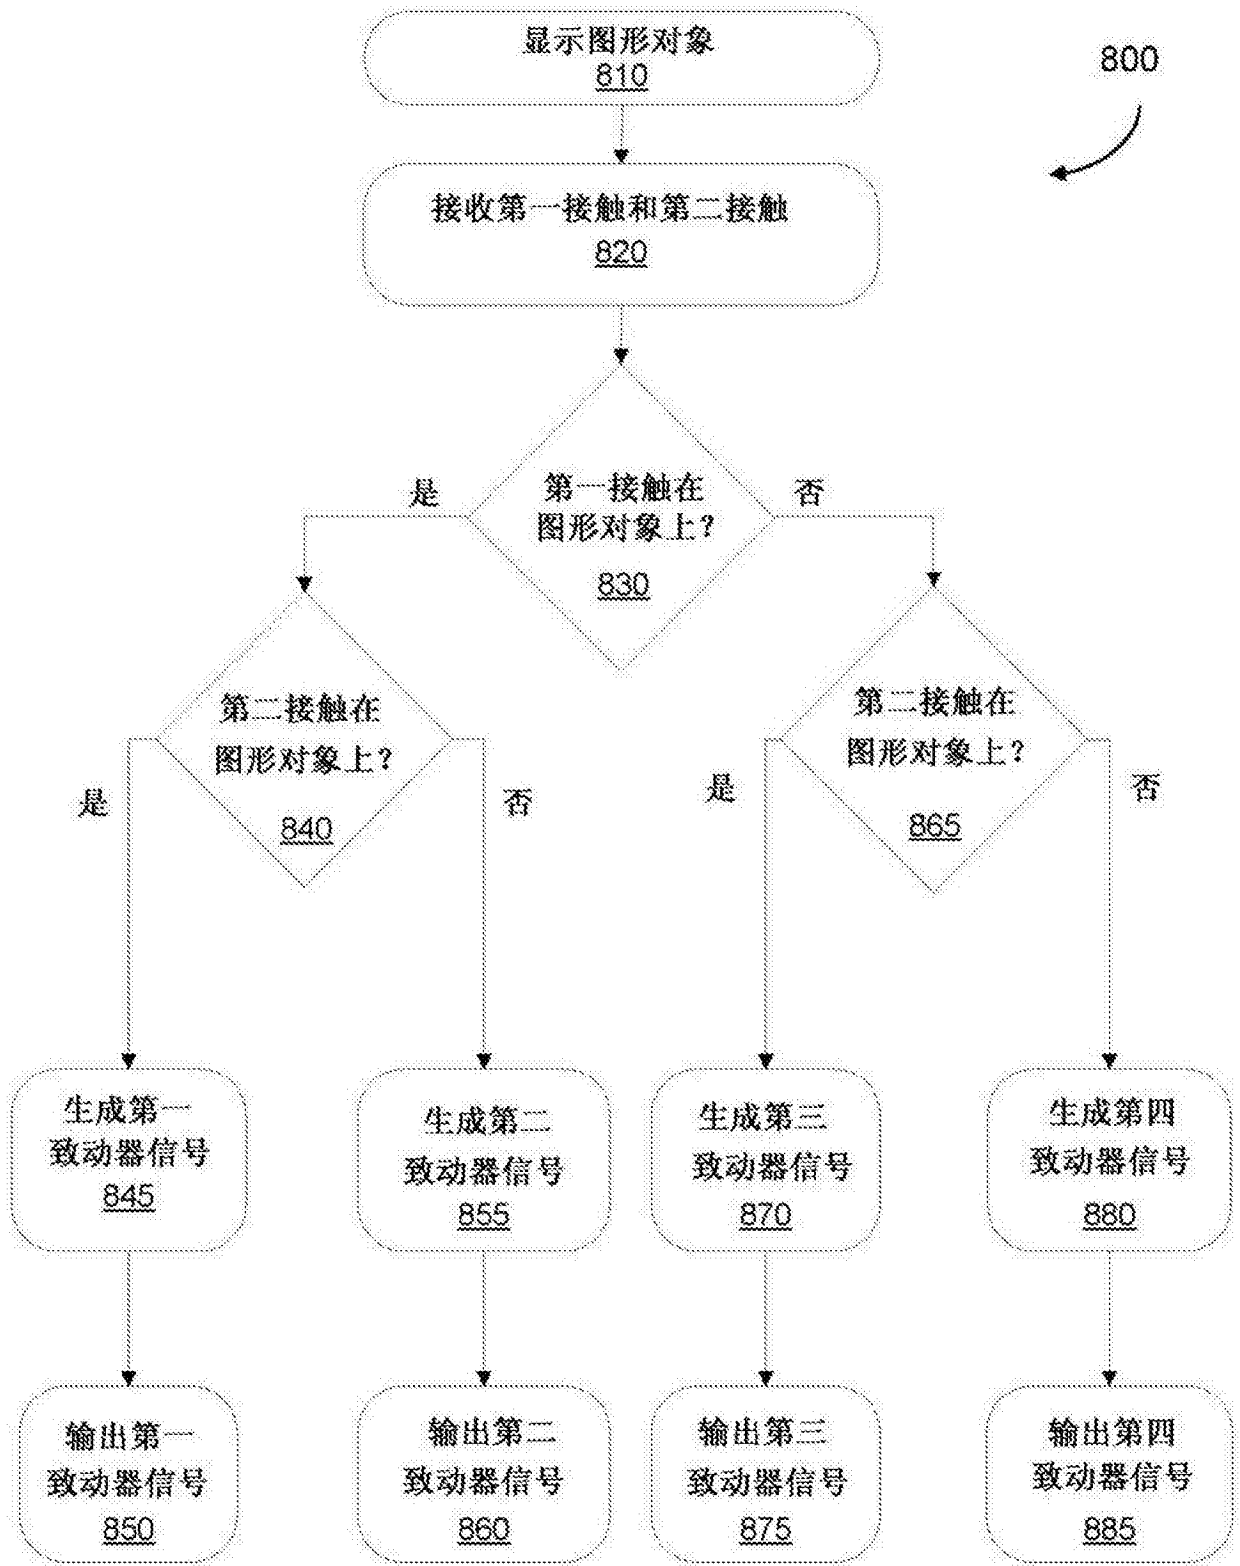 显示图形对象
810
800
接收第一接触和第二接触
820
第一接触在
图形对象上?
830
是
否
第二接触在
图形对象上?
840
是
否
第二接触在
图形对象上?
865
是
否
生成第一
致动器信号
845
生成第二
致动器信号
855
生成第三
致动器信号
870
生成第四
致动器信号
880
输出第一
致动器信号
850
输出第二
致动器信号
860
输出第三
致动器信号
875
输出第四
致动器信号
885